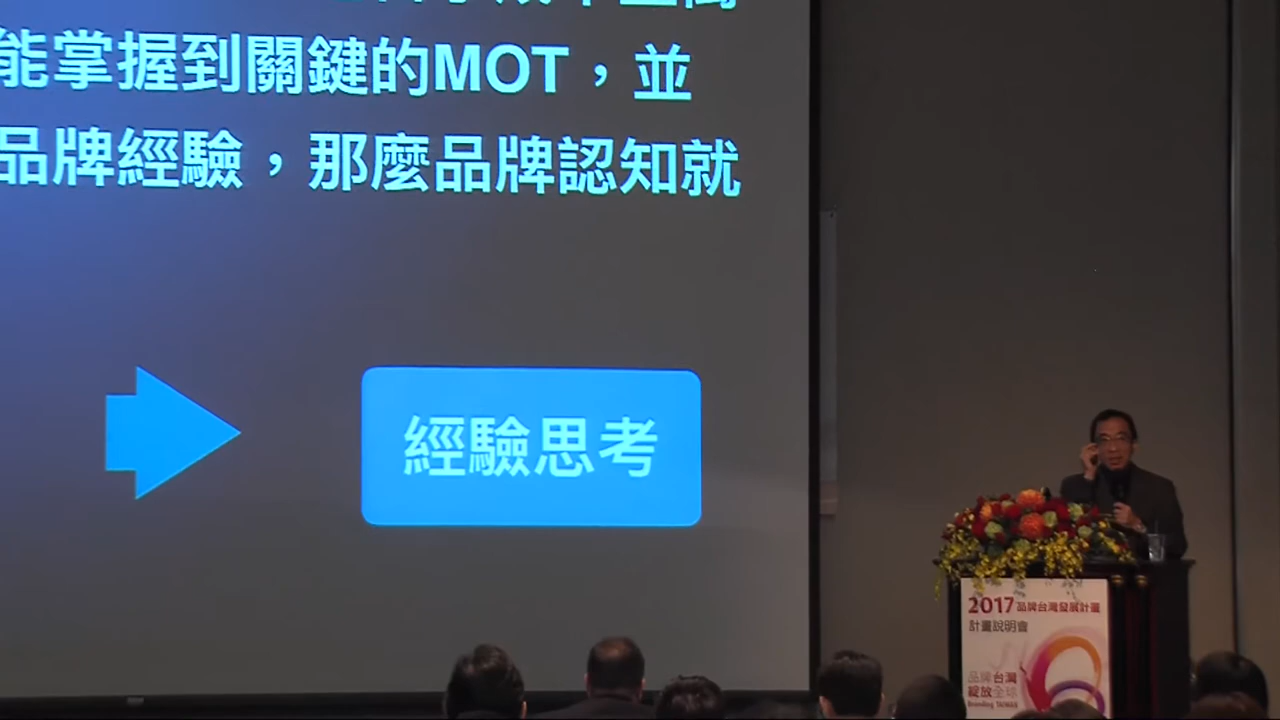 能掌握到關鍵的MOT，並
品牌經驗，那麼品牌認知就
經驗思考
2017品牌台灣發展計畫
計畫說明會
品牌台灣
綻放全球
Branding TAIWAN